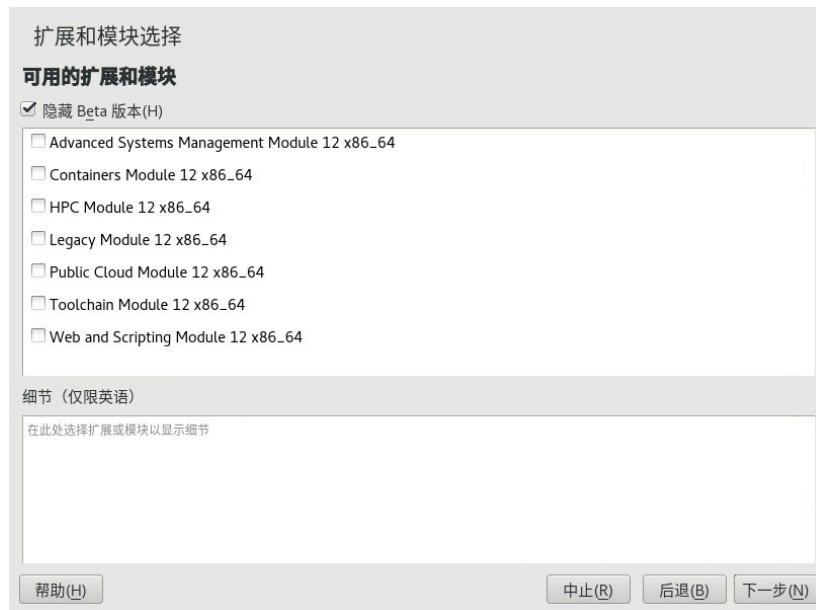 扩展和模块选择
可用的扩展和模块
隐藏 Beta 版本(H)
Advanced Systems Management Module 12 x86_64
Containers Module 12 x86_64
HPC Module 12 x86_64
Legacy Module 12 x86_64
Public Cloud Module 12 x86_64
Toolchain Module 12 x86_64
Web and Scripting Module 12 x86_64
细节（仅限英语）
在此处选择扩展或模块以显示细节
帮助(H) 中止(R) 后退(B) 下一步(N)